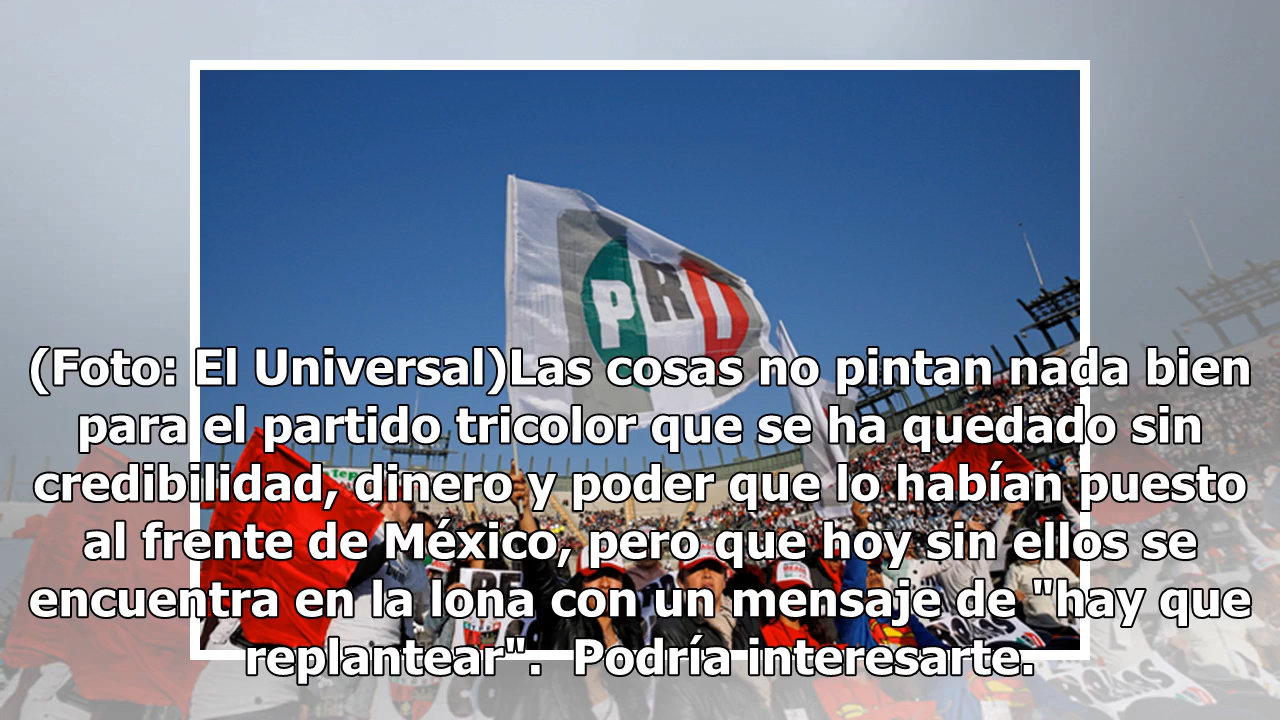 PRI
(Foto: El Universal)Las cosas no pintan nada bien
para el partido tricolor que se ha quedado sin
credibilidad, dinero y poder que lo habían puesto
al frente de México, pero que hoy sin ellos se
encuentra en la lona con un mensaje de "hay que
replantear".  Podría interesarte.